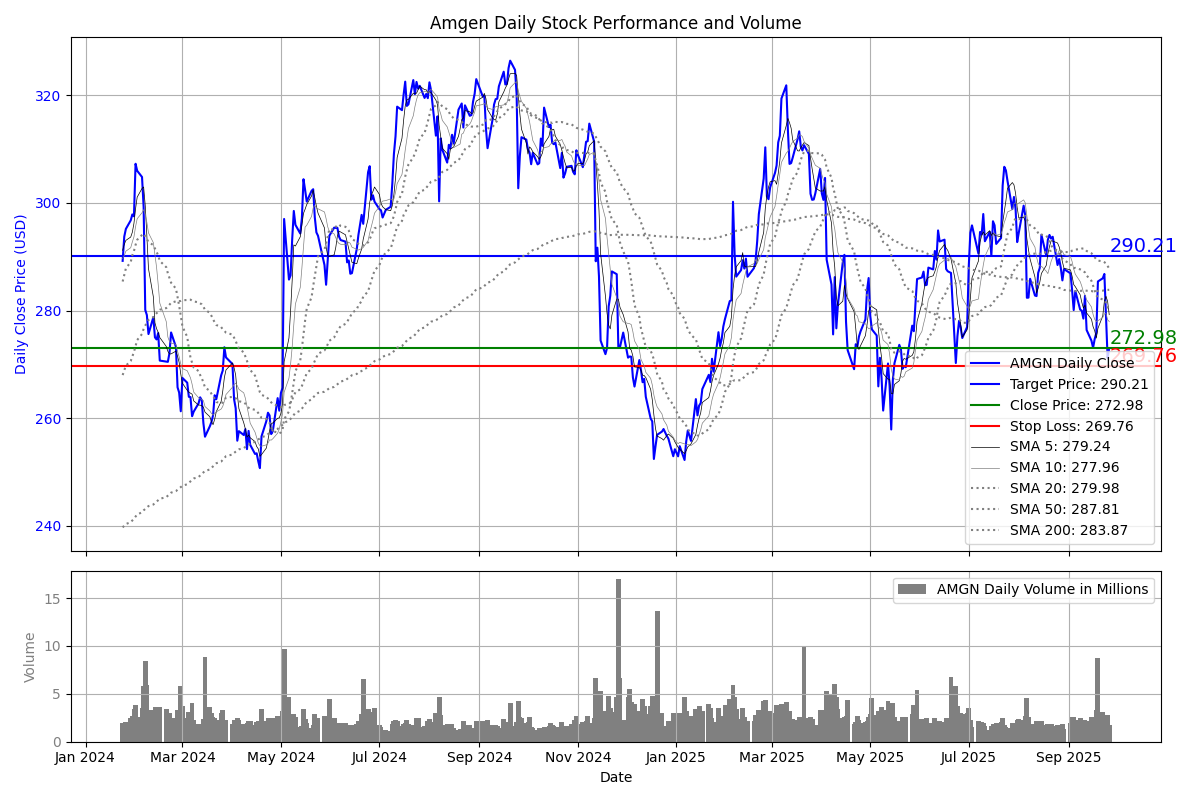 Amgen Daily Stock Performance and Volume
Daily Close Price (USD)
320
300
280
260
240
290.21
272.98
269.76
AMGN Daily Close
Target Price: 290.21
Close Price: 272.98
Stop Loss: 269.76
SMA 5: 279.24
SMA 10: 277.96
SMA 20: 279.98
SMA 50: 287.81
SMA 200: 283.87
Volume
15
10
5
0
AMGN Daily Volume in Millions
Jan 2024 Mar 2024 May 2024 Jul 2024 Sep 2024 Nov 2024 Jan 2025 Mar 2025 May 2025 Jul 2025 Sep 2025
Date